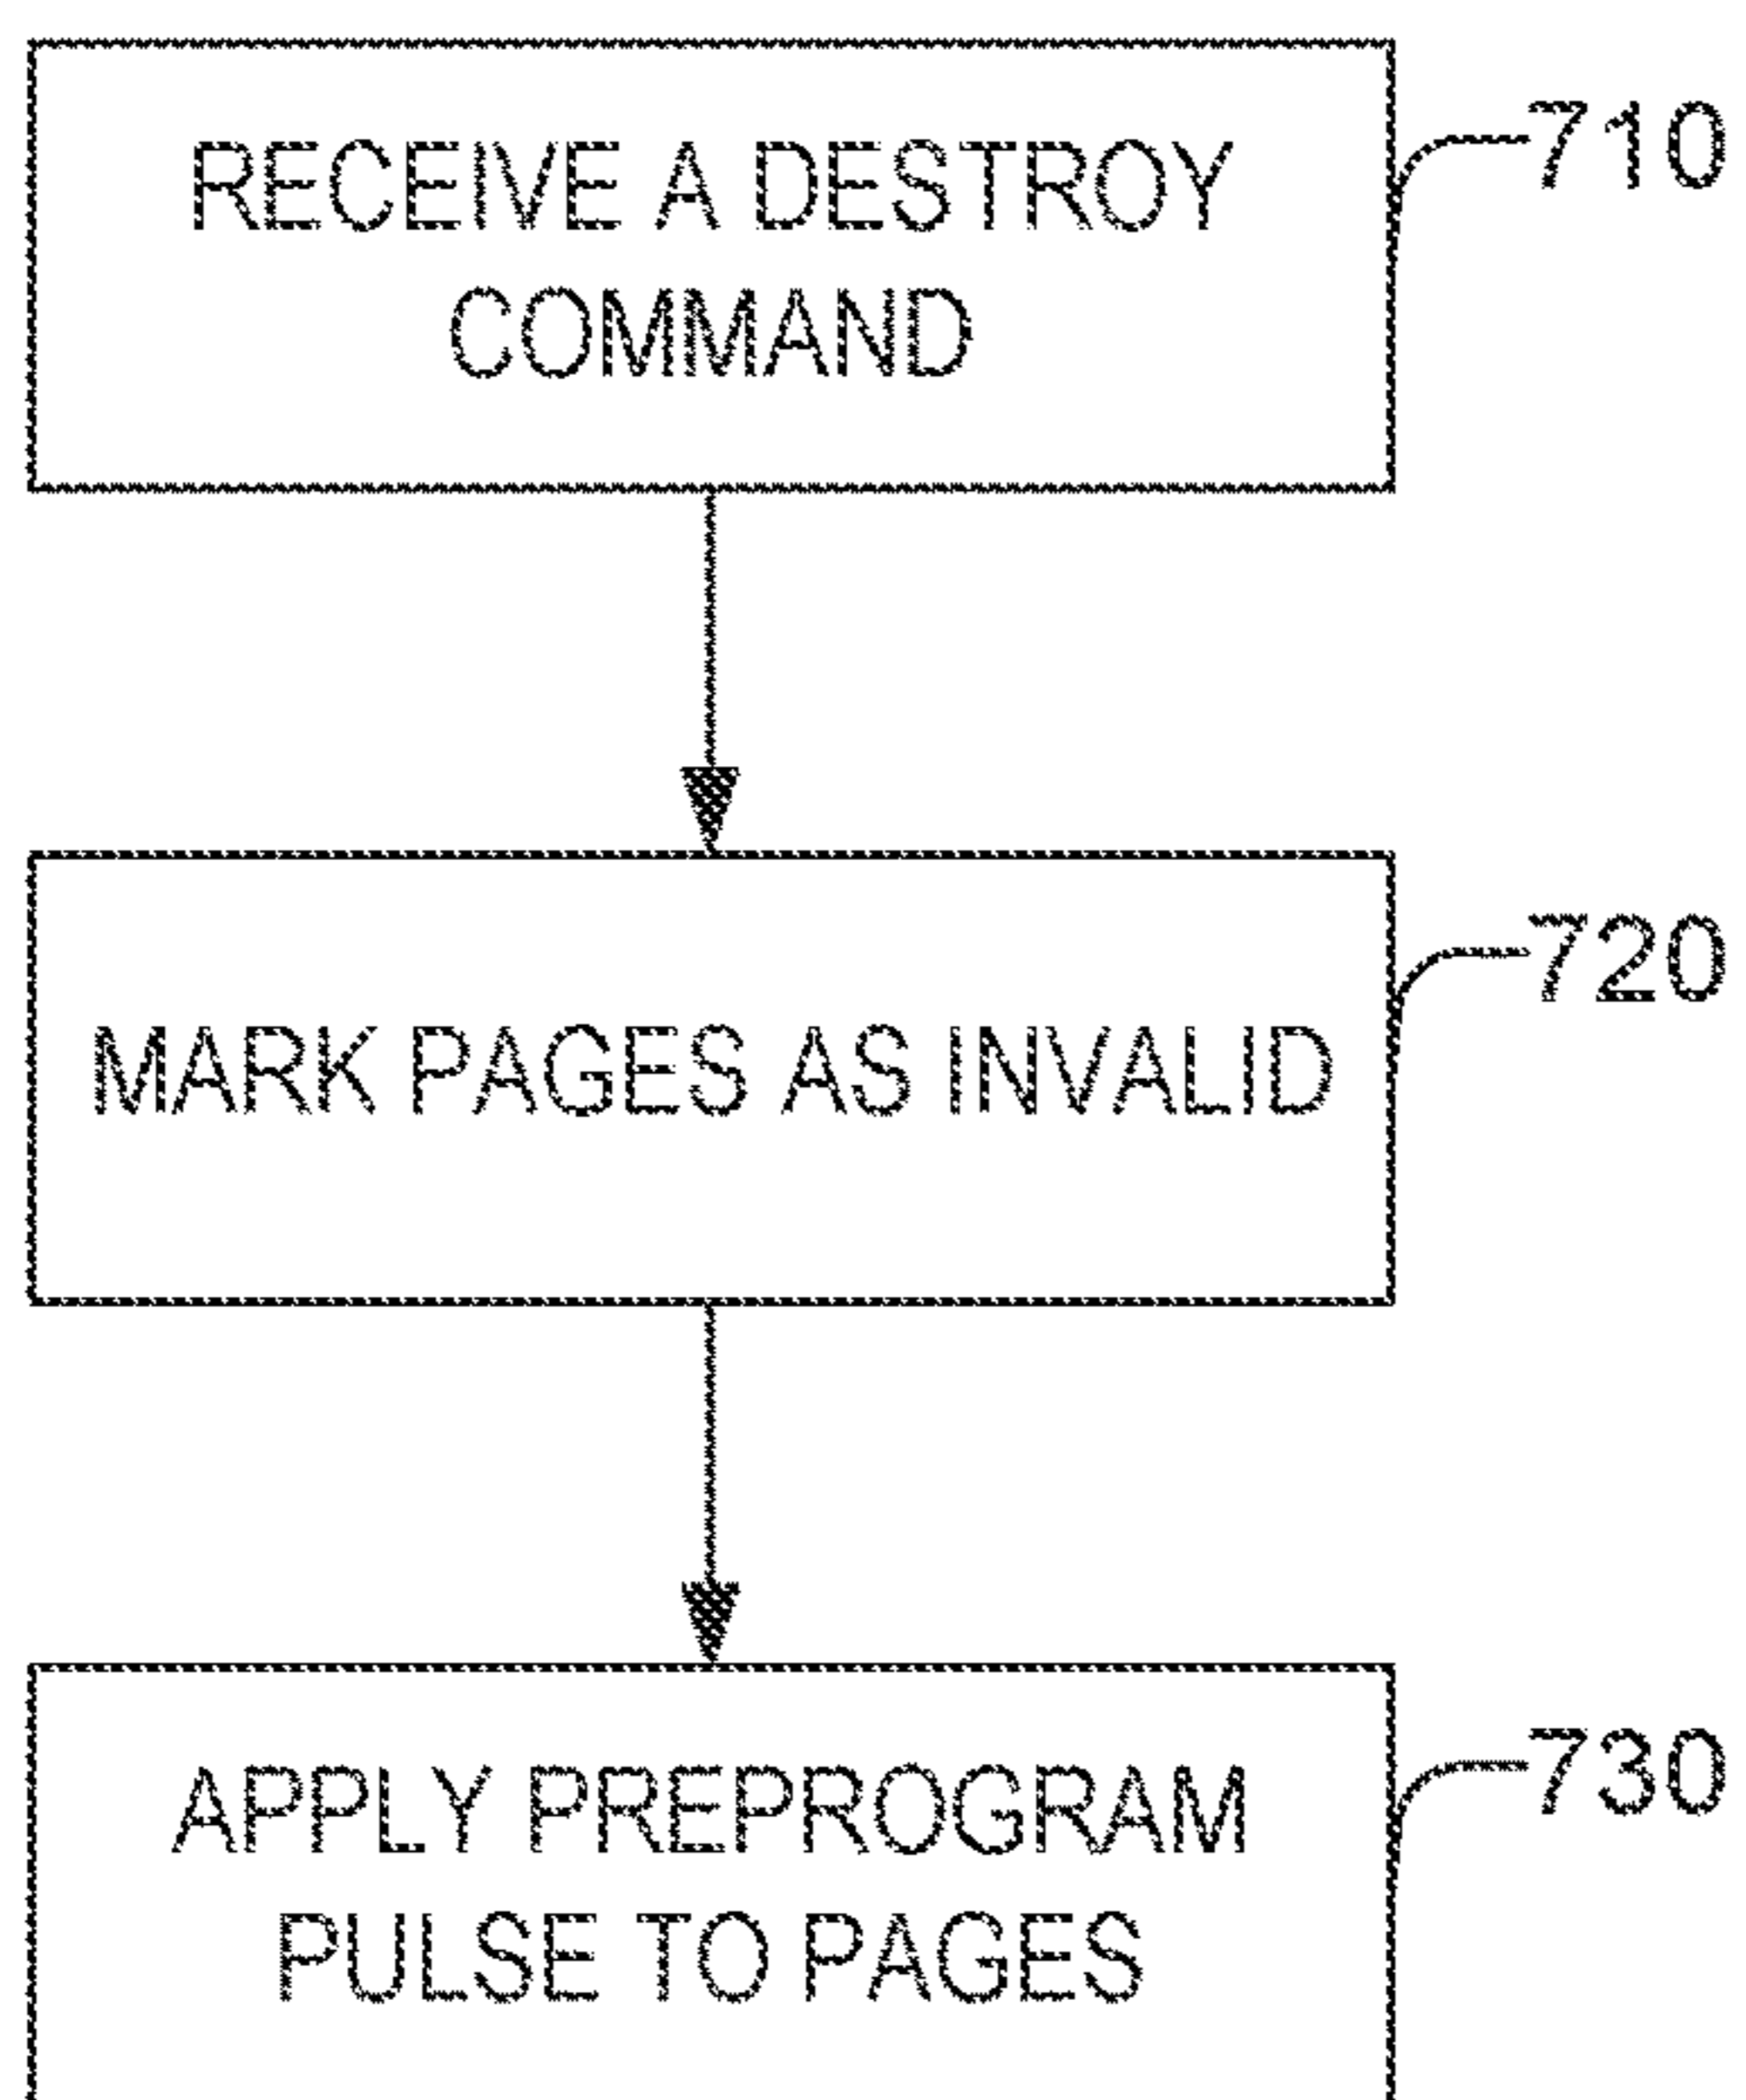 RECEIVE A DESTROY
COMMAND
710
MARK PAGES AS INVALID
720
APPLY PREPROGRAM
PULSE TO PAGES
730